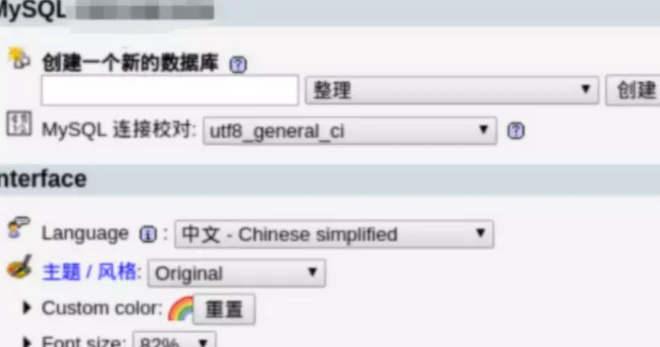 MySQL
创建一个新的数据库
整理 创建
MySQL 连接校对: utf8_general_ci
nterface
Language : 中文 - Chinese simplified
主题 / 风格: Original
Custom color: 重置
Font size: 82%